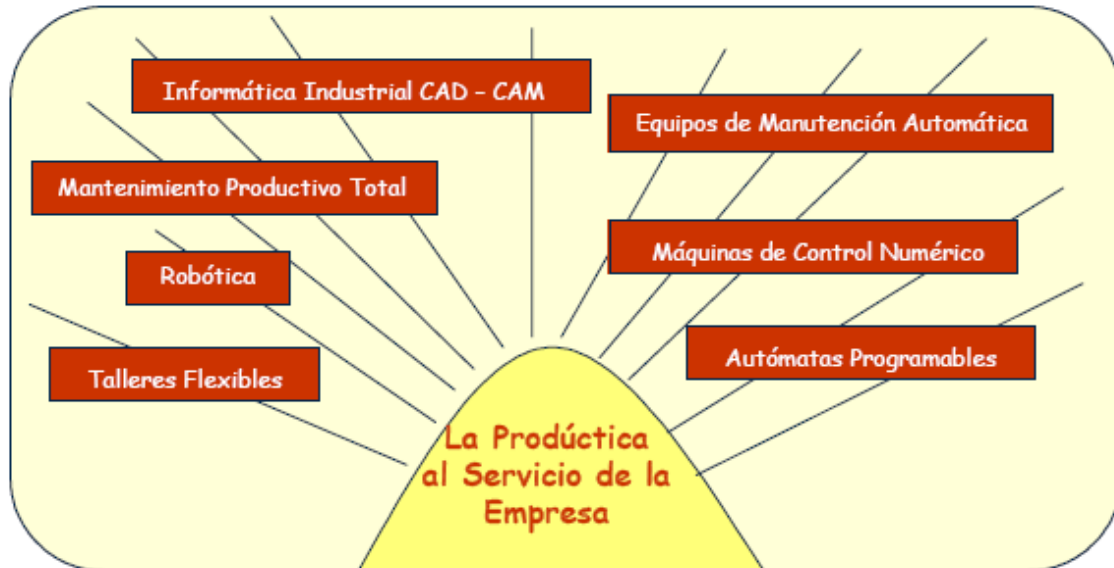 Informática Industrial CAD – CAM
Equipos de Manutención Automática
Mantenimiento Productivo Total
Máquinas de Control Numérico
Robótica
Autómatas Programables
Talleres Flexibles
La Prodúctica
al Servicio de la
Empresa